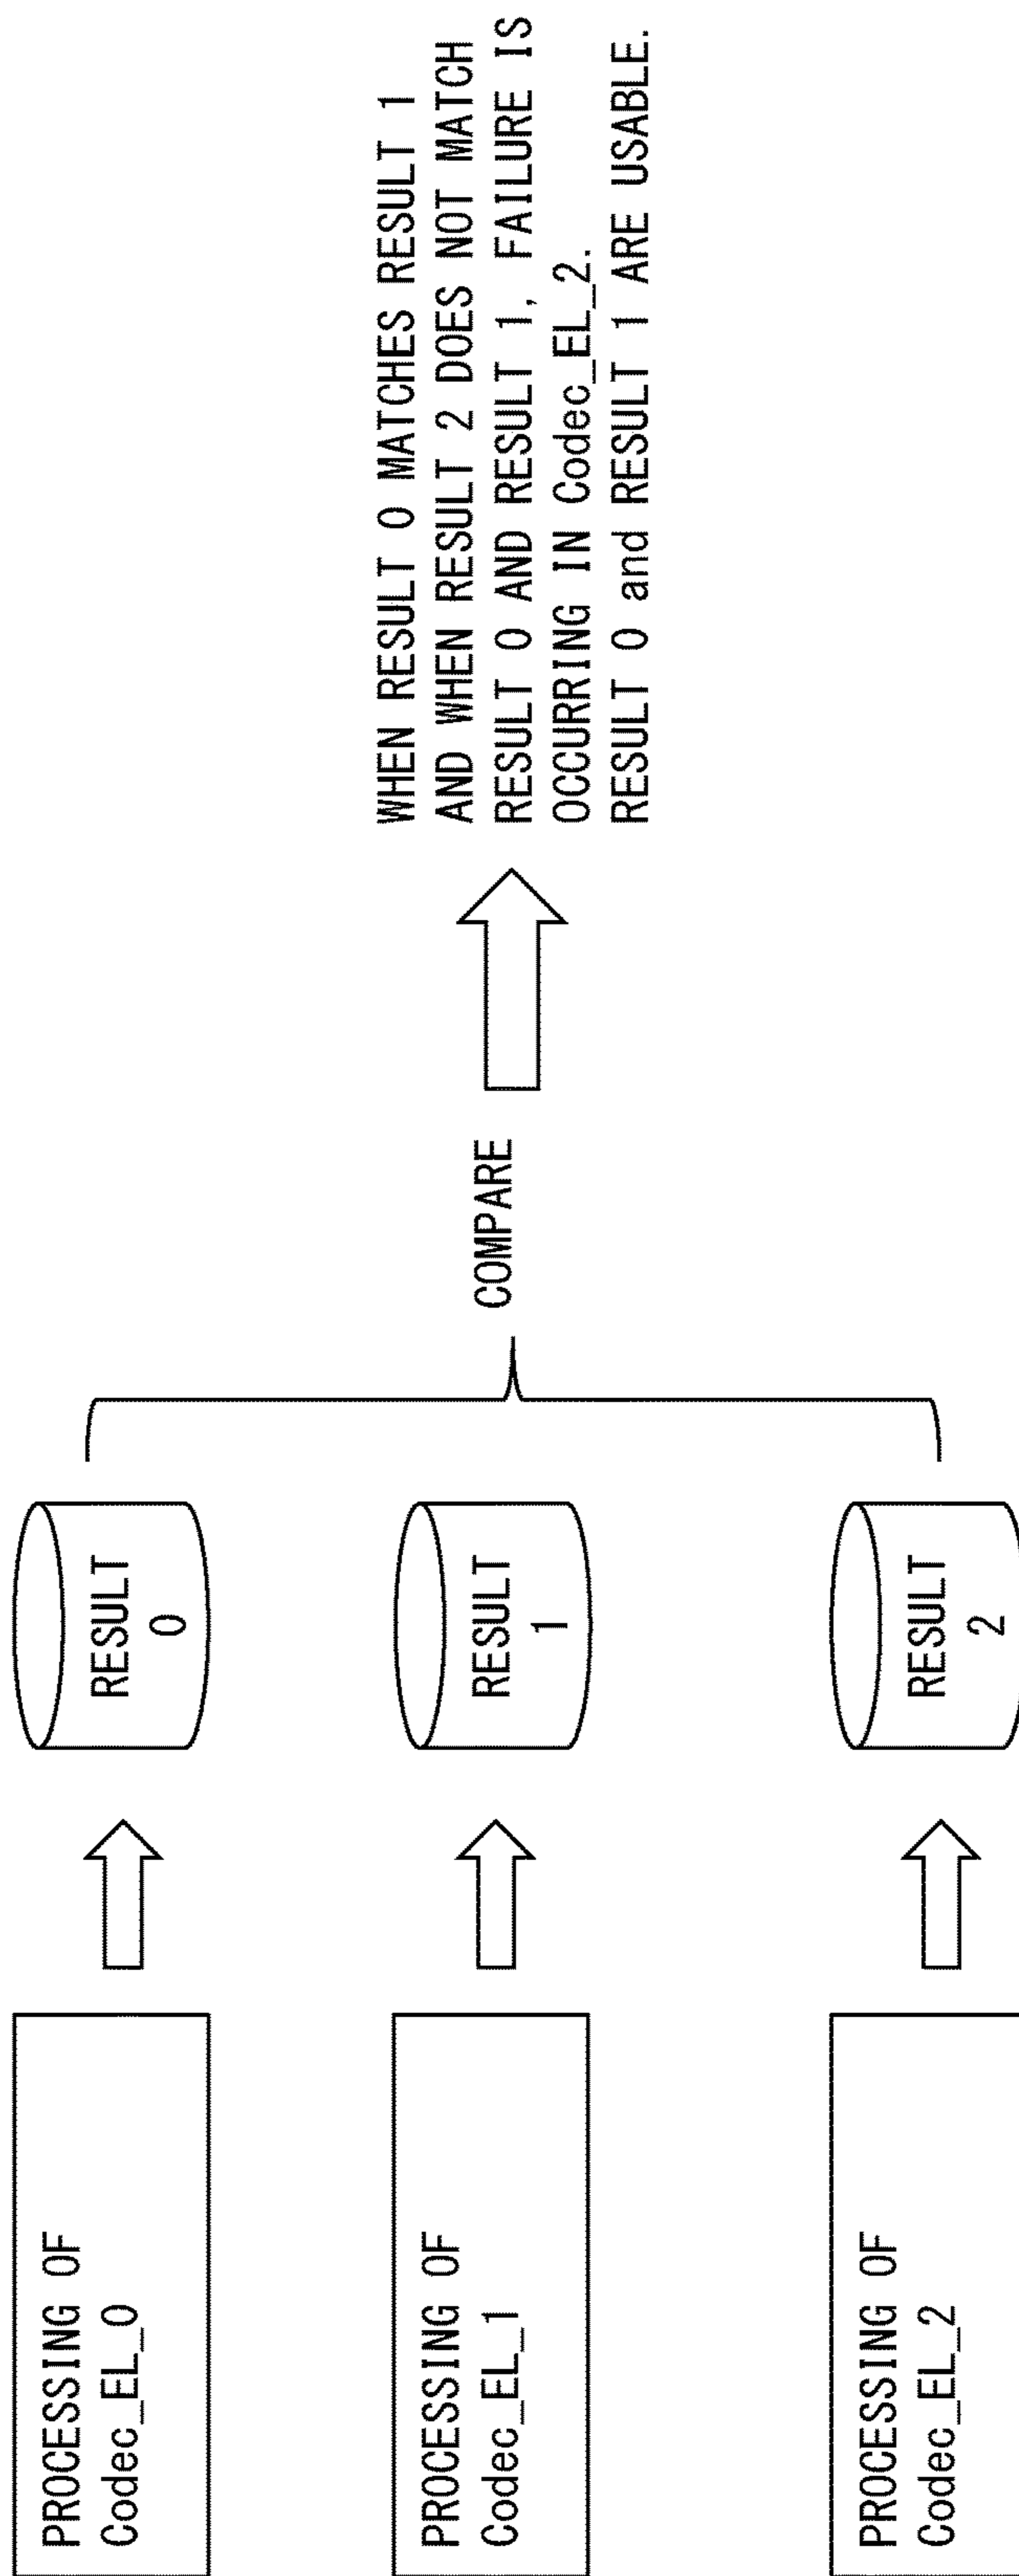 PROCESSING OF
Codec_EL_0
PROCESSING OF
Codec_EL_1
PROCESSING OF
Codec_EL_2
RESULT
0
RESULT
1
RESULT
2
COMPARE
WHEN RESULT 0 MATCHES RESULT 1
AND WHEN RESULT 2 DOES NOT MATCH
RESULT 0 AND RESULT 1, FAILURE IS
OCCURRING IN Codec_EL_2.
RESULT 0 and RESULT 1 ARE USABLE.